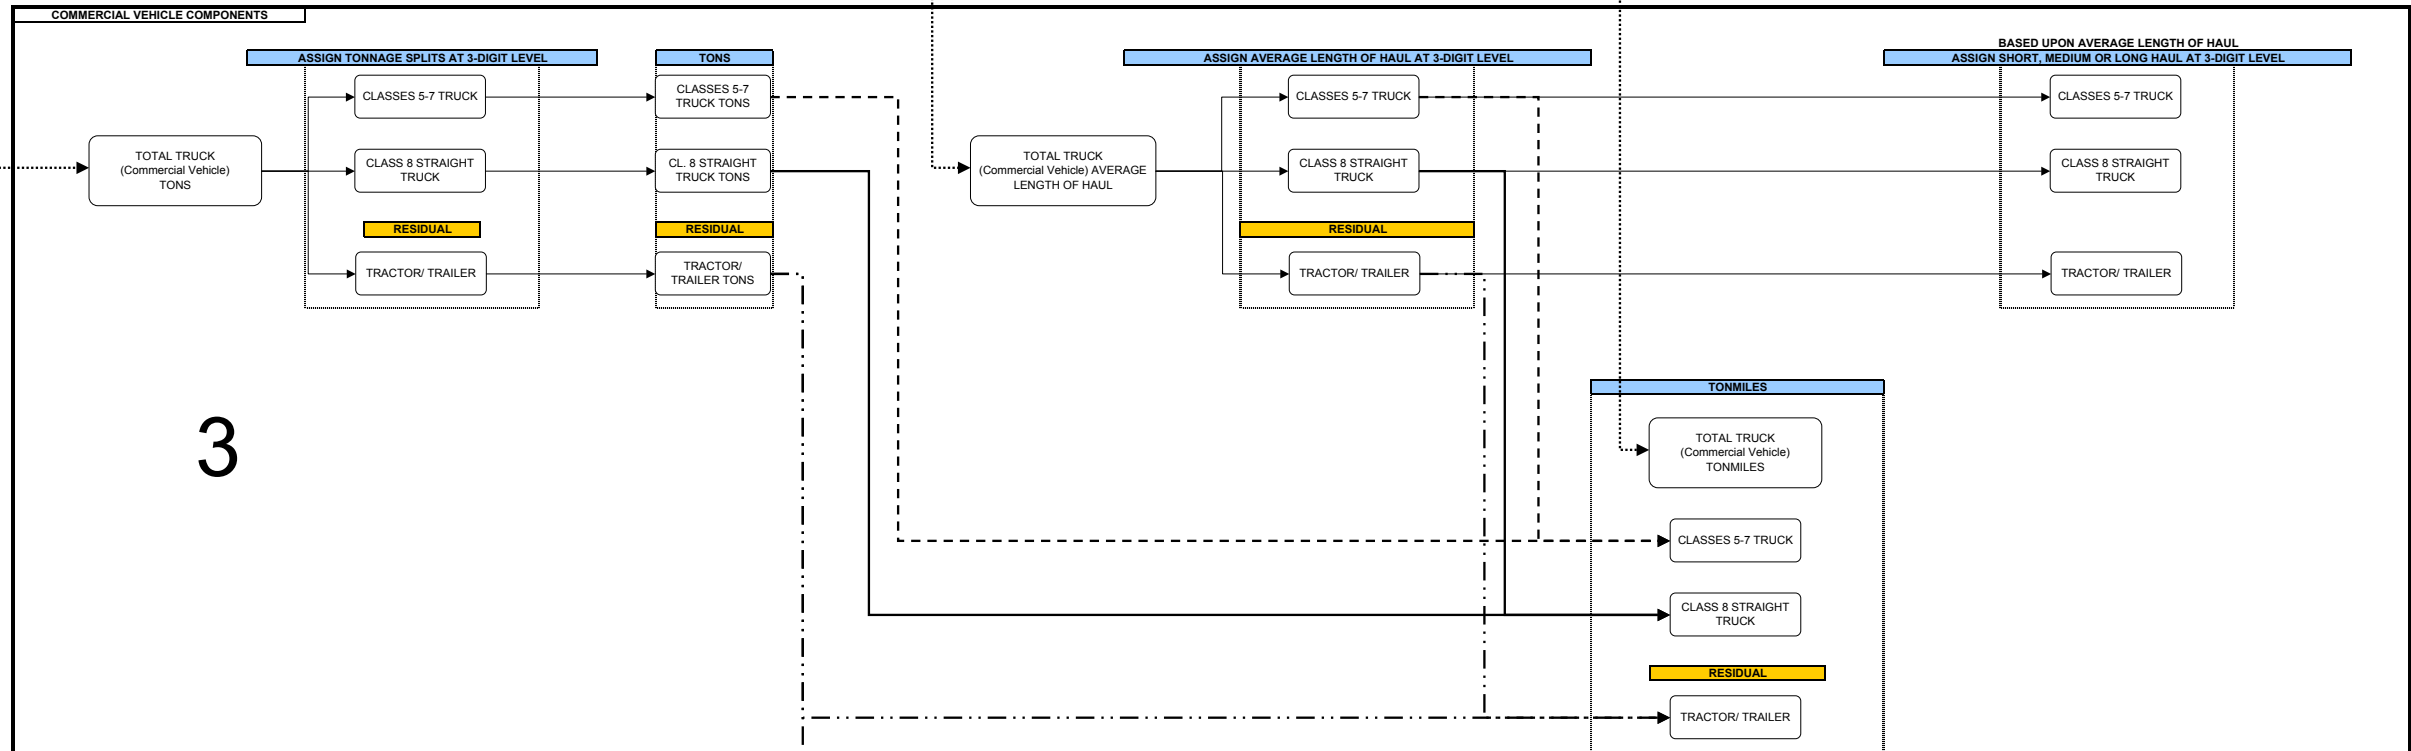 COMMERCIAL VEHICLE COMPONENTS
ASSIGN TONNAGE SPLITS AT 3-DIGIT LEVEL
TONS
ASSIGN AVERAGE LENGTH OF HAUL AT 3-DIGIT LEVEL
BASED UPON AVERAGE LENGTH OF HAUL
ASSIGN SHORT, MEDIUM OR LONG HAUL AT 3-DIGIT LEVEL
TOTAL TRUCK
(Commercial Vehicle)
TONS
CLASSES 5-7 TRUCK
CLASS 8 STRAIGHT
TRUCK
RESIDUAL
TRACTOR/ TRAILER
CLASSES 5-7
TRUCK TONS
CL. 8 STRAIGHT
TRUCK TONS
RESIDUAL
TRACTOR/
TRAILER TONS
TOTAL TRUCK
(Commercial Vehicle) AVERAGE
LENGTH OF HAUL
CLASSES 5-7 TRUCK
CLASS 8 STRAIGHT
TRUCK
RESIDUAL
TRACTOR/ TRAILER
CLASSES 5-7 TRUCK
CLASS 8 STRAIGHT
TRUCK
TRACTOR/ TRAILER
3
TONMILES
TOTAL TRUCK
(Commercial Vehicle)
TONMILES
CLASSES 5-7 TRUCK
CLASS 8 STRAIGHT
TRUCK
RESIDUAL
TRACTOR/ TRAILER